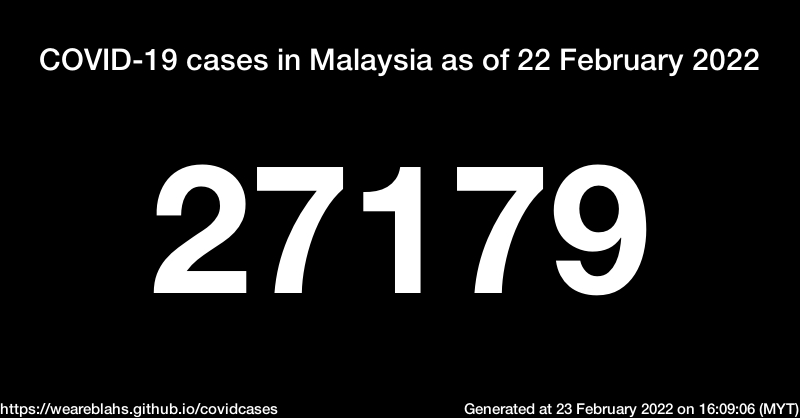 COVID-19 cases in Malaysia as of 22 February 2022
27179
https://weareblahs.github.io/covidcases
Generated at 23 February 2022 on 16:09:06 (MYT)